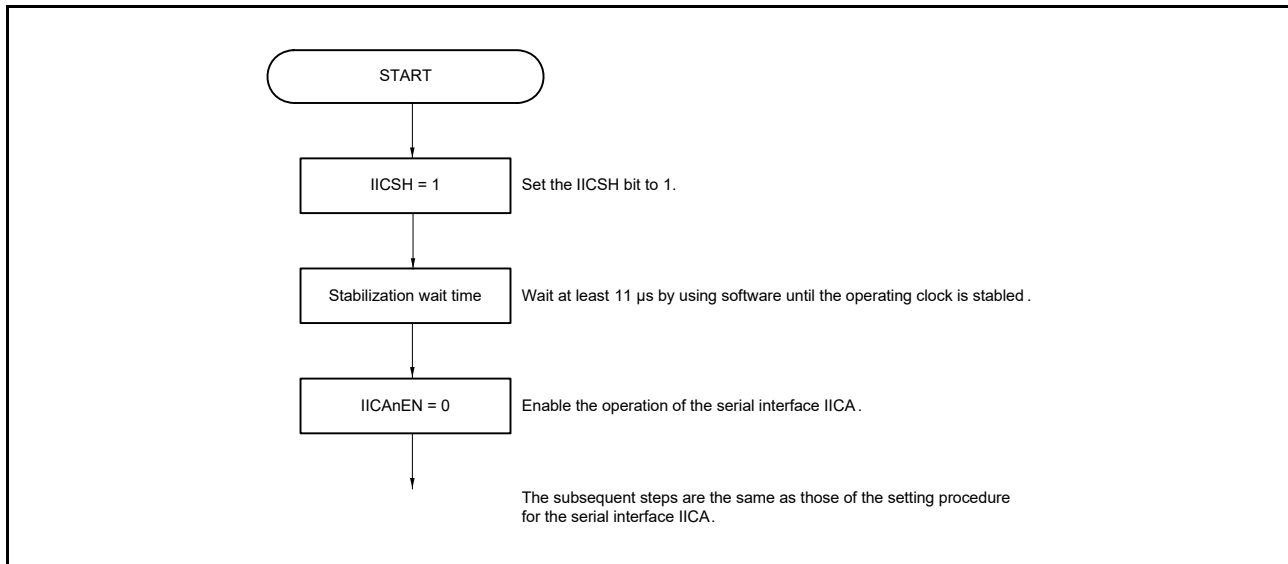 START
IICSH = 1
Set the IICSH bit to 1.
Stabilization wait time
Wait at least 11 µs by using software until the operating clock is stabled .
IICAnEN = 0
Enable the operation of the serial interface IICA .
The subsequent steps are the same as those of the setting procedure
for the serial interface IICA .